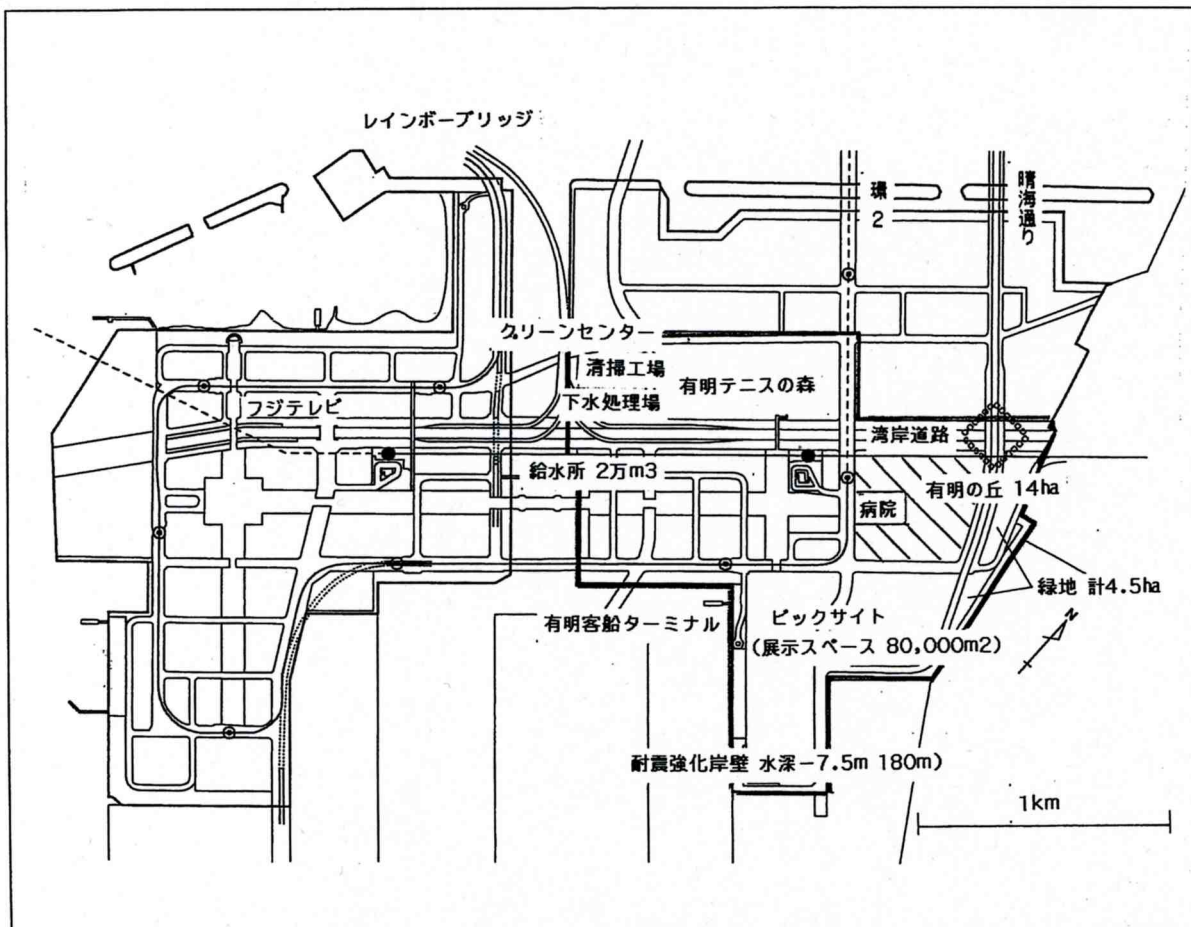 レインボーブリッジ
環
2
晴海通り
クリーンセンター
清掃工場
有明テニスの森
下水処理場
フジテレビ
湾岸道路
給水所 2万m3
有明の丘 14ha
病院
緑地 計4.5ha
N
有明客船ターミナル
ビックサイト
(展示スペース 80,000m2)
耐震強化岸壁 水深-7.5m 180m)
1km